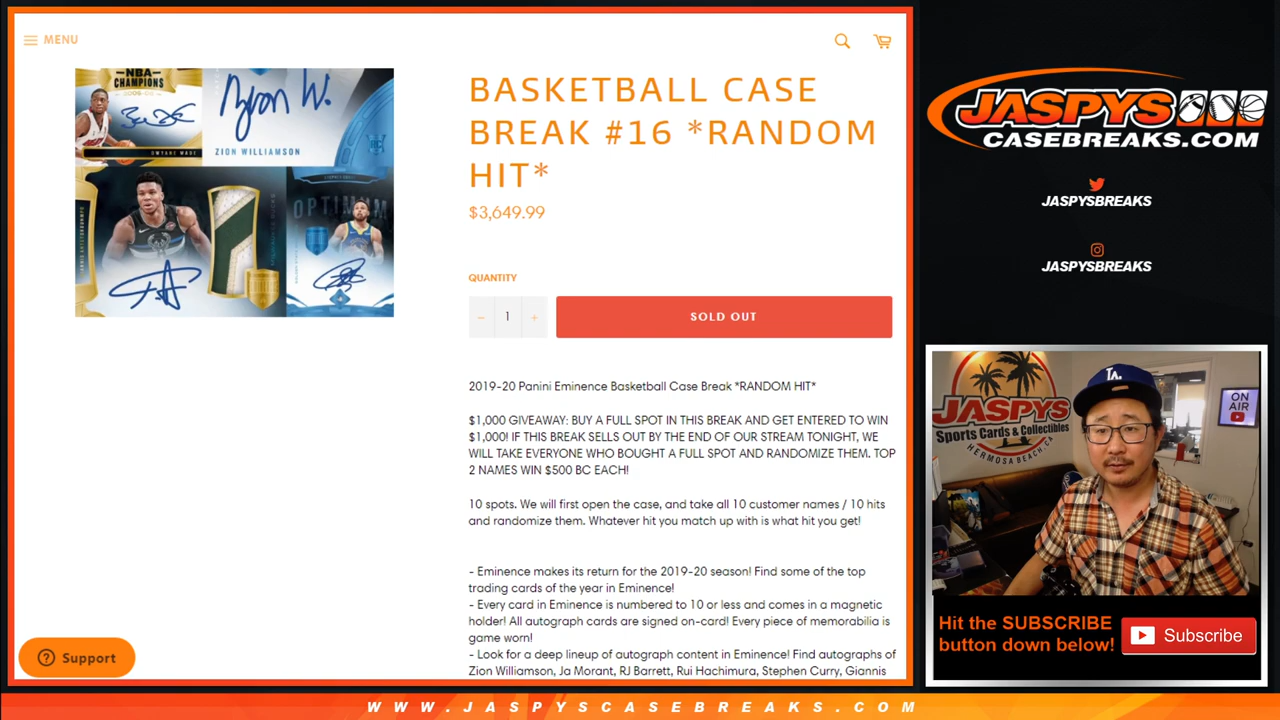 MENU
BASKETBALL CASE
BREAK #16 *RANDOM
HIT*
$3,649.99
QUANTITY
− 1 +
SOLD OUT
2019-20 Panini Eminence Basketball Case Break *RANDOM HIT*
$1,000 GIVEAWAY: BUY A FULL SPOT IN THIS BREAK AND GET ENTERED TO WIN
$1,000! IF THIS BREAK SELLS OUT BY THE END OF OUR STREAM TONIGHT, WE
WILL TAKE EVERYONE WHO BOUGHT A FULL SPOT AND RANDOMIZE THEM. TOP
2 NAMES WIN $500 BC EACH!
10 spots. We will first open the case, and take all 10 customer names / 10 hits
and randomize them. Whatever hit you match up with is what hit you get!
- Eminence makes its return for the 2019-20 season! Find some of the top
trading cards of the year in Eminence!
- Every card in Eminence is numbered to 10 or less and comes in a magnetic
holder! All autograph cards are signed on-card! Every piece of memorabilia is
game worn!
- Look for a deep lineup of autograph content in Eminence! Find autographs of
Zion Williamson, Ja Morant, RJ Barrett, Rui Hachimura, Stephen Curry, Giannis
Support
NBA
CHAMPIONS
DWYANE WADE
Zion W.
ZION WILLIAMSON
RC
OPTIMUM
JASPYS
CASEBREAKS.COM
JASPYSBREAKS
JASPYSBREAKS
JASPYS
Sports Cards & Collectibles
HERMOSA BEACH, CA
LA
ON
AIR
Hit the SUBSCRIBE
button down below!
Subscribe
WWW.JASPYSCASEBREAKS.COM